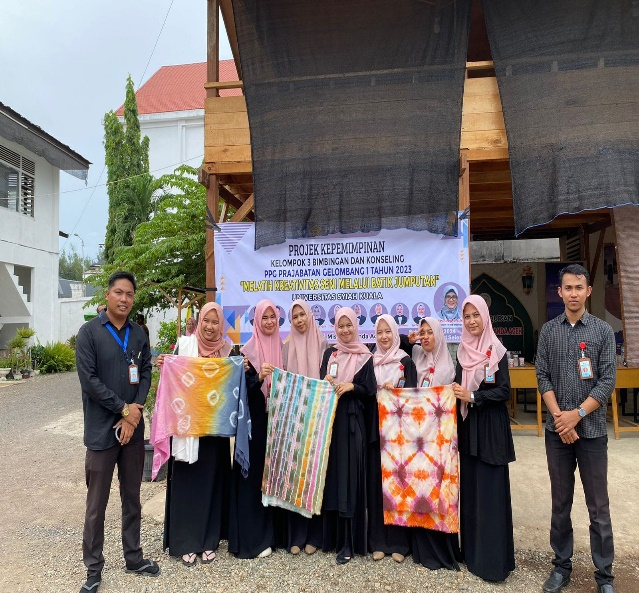 PROJEK KEPEMIMPINAN
KELOMPOK 3 BIMBINGAN DAN KONSELING
PPG PRAJABATAN GELOMBANG 1 TAHUN 2023
"MELATIH KREATIVITAS SENI MELALUI BATIK JUMPUTAN"
UNIVERSITAS SYIAH KUALA